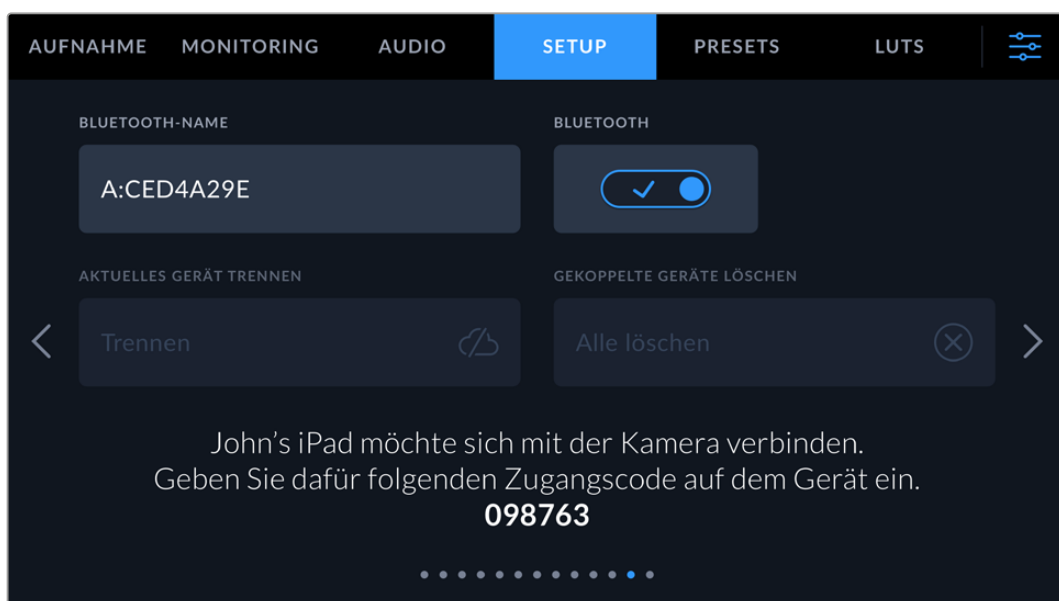 AUFNAHME MONITORING AUDIO SETUP PRESETS LUTS
BLUETOOTH-NAME BLUETOOTH
A:CED4A29E
AKTUELLES GERÄT TRENNEN GEKOPPELTE GERÄTE LÖSCHEN
Trennen Alle löschen
John’s iPad möchte sich mit der Kamera verbinden.
Geben Sie dafür folgenden Zugangscode auf dem Gerät ein.
098763